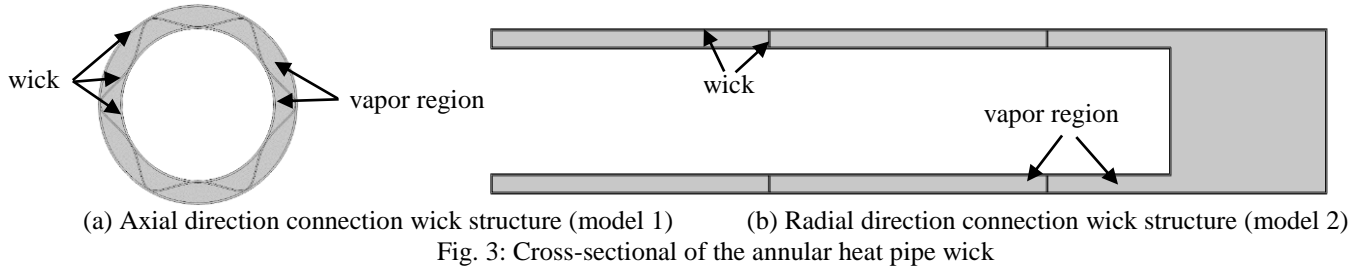 wick
vapor region
wick
vapor region
(a) Axial direction connection wick structure (model 1)
(b) Radial direction connection wick structure (model 2)
Fig. 3: Cross-sectional of the annular heat pipe wick